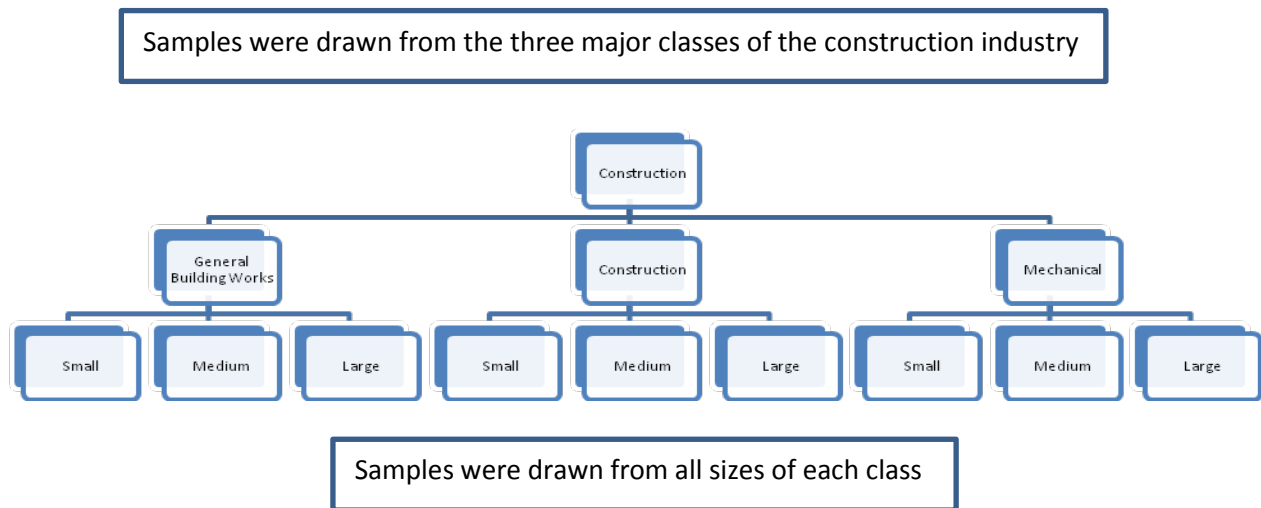 Samples were drawn from the three major classes of the construction industry
Construction
General
Building Works
Construction
Mechanical
Small
Medium
Large
Small
Medium
Large
Small
Medium
Large
Samples were drawn from all sizes of each class